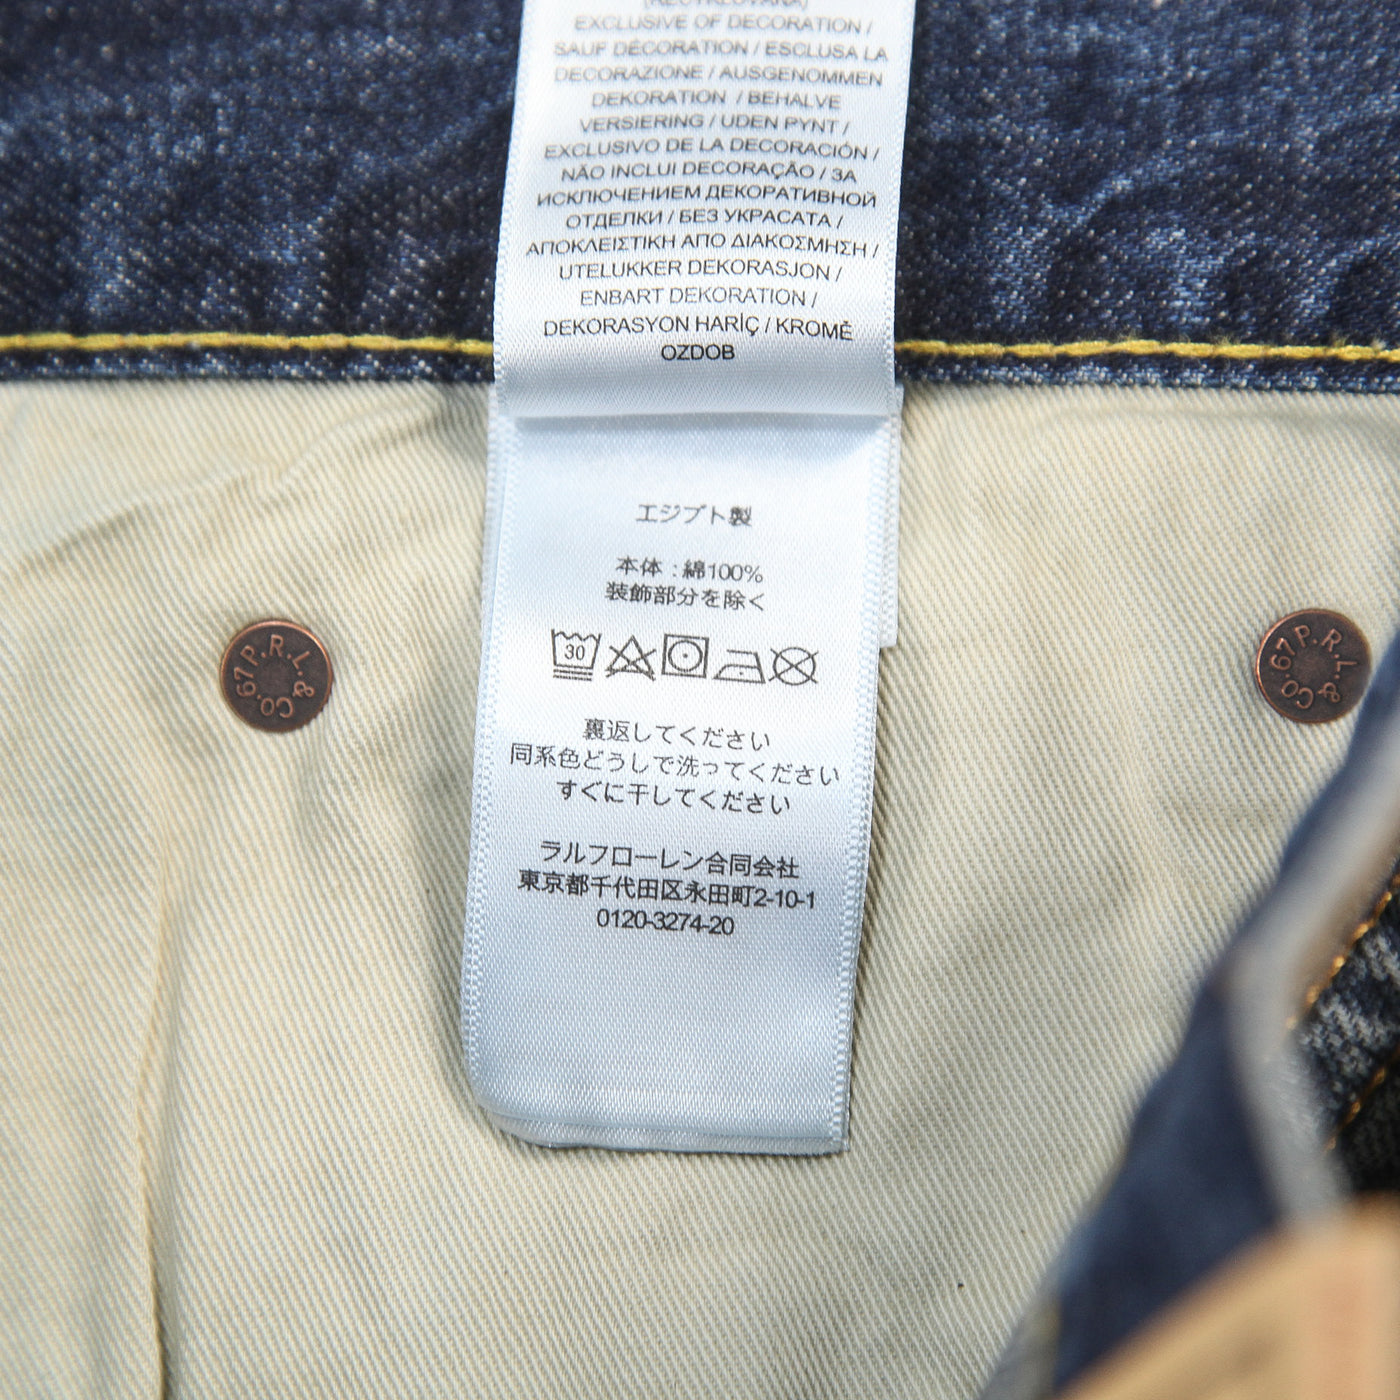 [RECYKLOVANÁ]
EXCLUSIVE OF DECORATION /
SAUF DÉCORATION / ESCLUSA LA
DECORAZIONE / AUSGENOMMEN
DEKORATION / BEHALVE
VERSIERING / UDEN PYNT /
EXCLUSIVO DE LA DECORACIÓN /
NÃO INCLUI DECORAÇÃO / ЗА
ИСКЛЮЧЕНИЕМ ДЕКОРАТИВНОЙ
ОТДЕЛКИ / БЕЗ УКРАСАТА /
ΑΠΟΚΛΕΙΣΤΙΚΗ ΑΠΟ ΔΙΑΚΟΣΜΗΣΗ /
UTELUKKER DEKORASJON /
ENBART DEKORATION /
DEKORASYON HARİÇ / KROMĚ
OZDOB
エジプト製
本体 : 綿100%
装飾部分を除く
30
裏返してください
同系色どうしで洗ってください
すぐに干してください
ラルフローレン合同会社
東京都千代田区永田町2-10-1
0120-3274-20
P.R.L. & Co. 67
P.R.L. & Co. 67